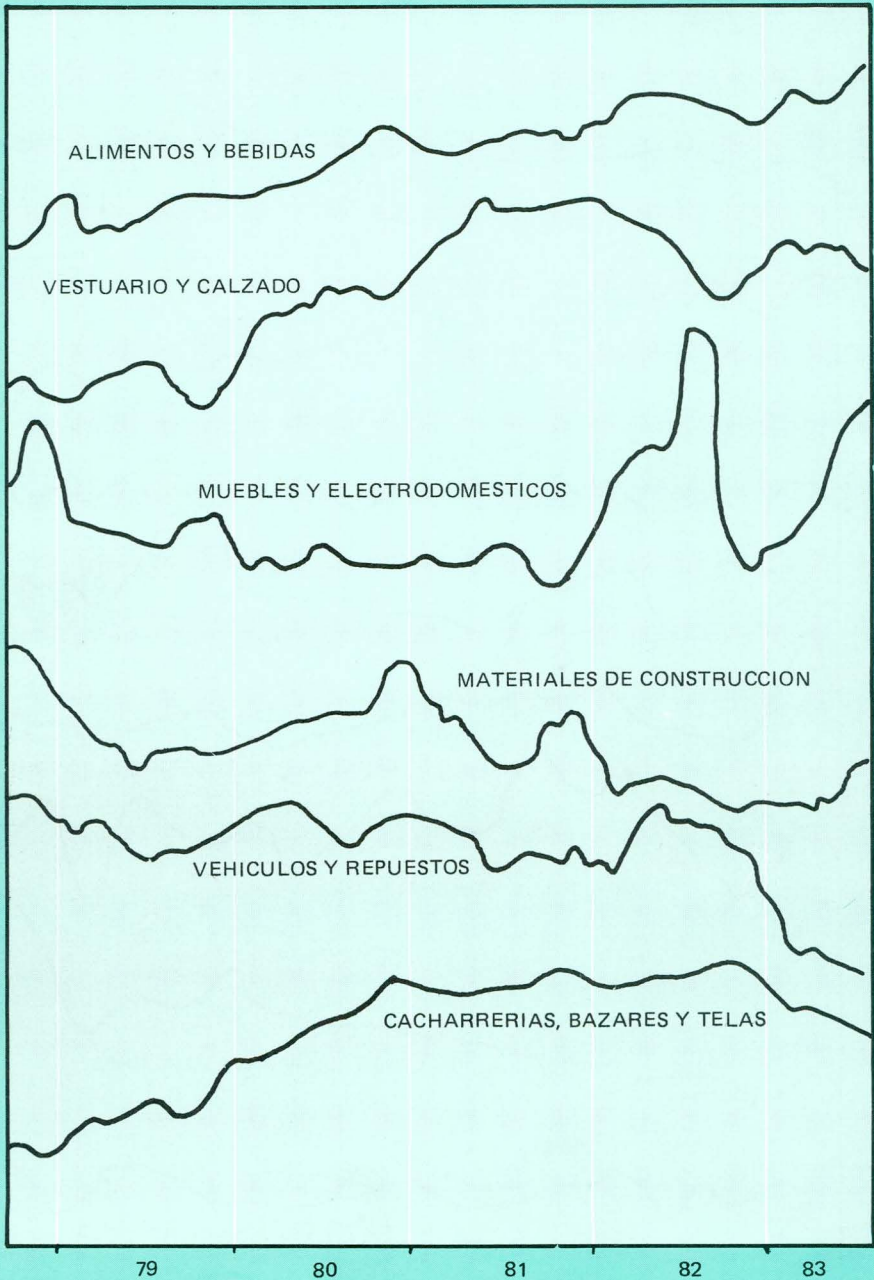 ALIMENTOS Y BEBIDAS
VESTUARIO Y CALZADO
MUEBLES Y ELECTRODOMESTICOS
MATERIALES DE CONSTRUCCION
VEHICULOS Y REPUESTOS
CACHARRERIAS, BAZARES Y TELAS
79 80 81 82 83